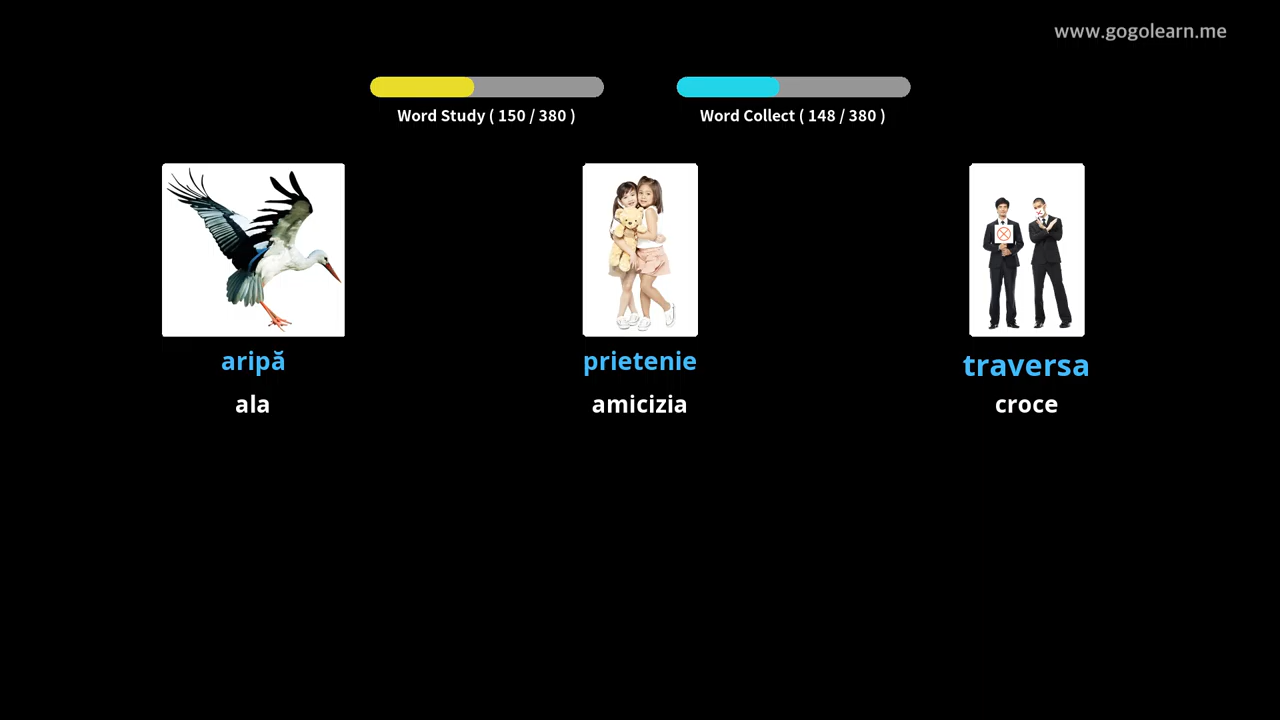 www.gogolearn.me
Word Study ( 150 / 380 )
Word Collect ( 148 / 380 )
aripă
prietenie
traversa
ala
amicizia
croce